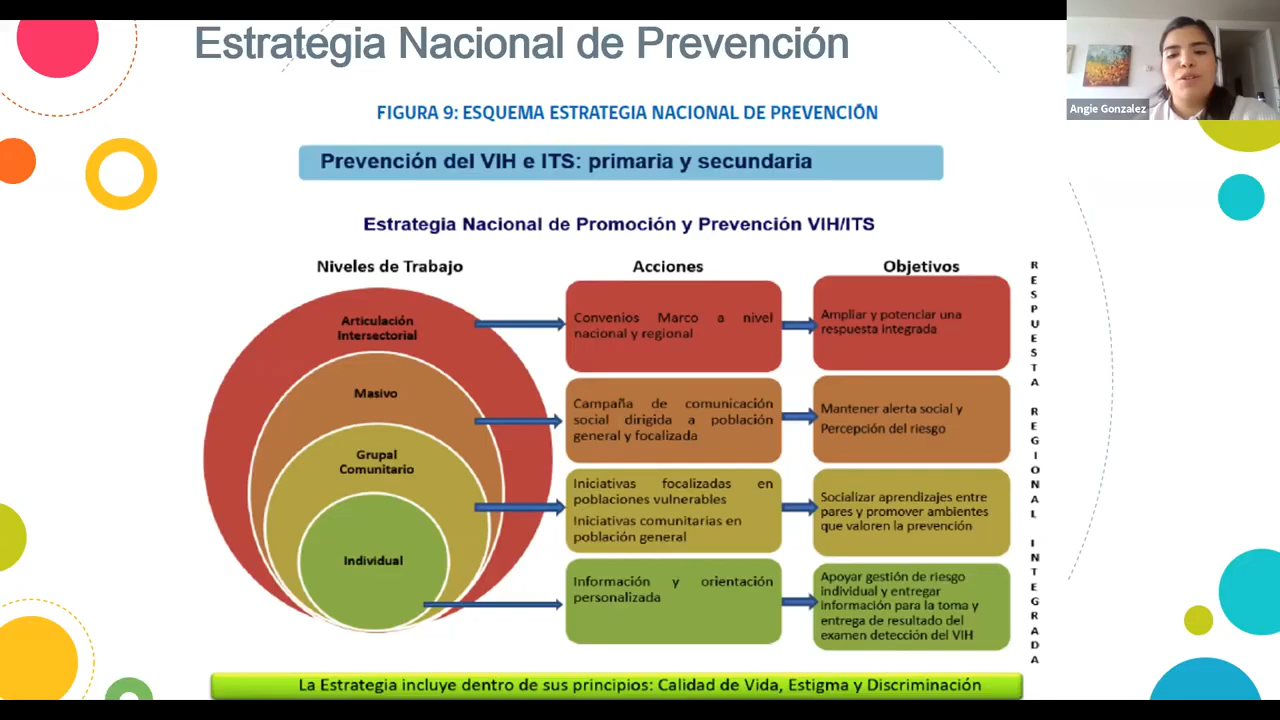 Estrategia Nacional de Prevención
Angie Gonzalez
FIGURA 9: ESQUEMA ESTRATEGIA NACIONAL DE PREVENCIÓN
Prevención del VIH e ITS: primaria y secundaria
Estrategia Nacional de Promoción y Prevención VIH/ITS
Niveles de Trabajo
Acciones
Objetivos
Articulación
Intersectorial
Convenios Marco a nivel
nacional y regional
Ampliar y potenciar una
respuesta integrada
Masivo
Campaña de comunicación
social dirigida a población
general y focalizada
Mantener alerta social y
Percepción del riesgo
Grupal
Comunitario
Iniciativas focalizadas en
poblaciones vulnerables
Iniciativas comunitarias en
población general
Socializar aprendizajes entre
pares y promover ambientes
que valoren la prevención
Individual
Información y orientación
personalizada
Apoyar gestión de riesgo
individual y entregar
información para la toma y
entrega de resultado del
examen detección del VIH
RESPUESTA REGIONAL INTEGRADA
La Estrategia incluye dentro de sus principios: Calidad de Vida, Estigma y Discriminación